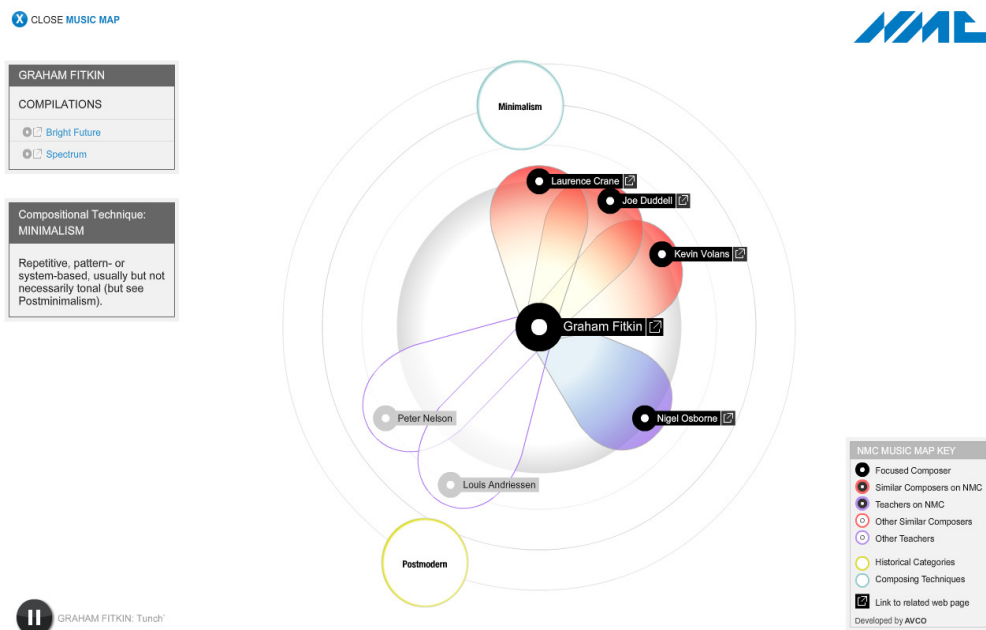 CLOSE MUSIC MAP
NMC
GRAHAM FITKIN
COMPILATIONS
Bright Future
Spectrum
Compositional Technique:
MINIMALISM
Repetitive, pattern- or
system-based, usually but not
necessarily tonal (but see
Postminimalism).
Minimalism
Laurence Crane
Joe Duddell
Kevin Volans
Graham Fitkin
Peter Nelson
Nigel Osborne
Louis Andriessen
Postmodern
NMC MUSIC MAP KEY
Focused Composer
Similar Composers on NMC
Teachers on NMC
Other Similar Composers
Other Teachers
Historical Categories
Composing Techniques
Link to related web page
Developed by AVCO
GRAHAM FITKIN: Tunch'